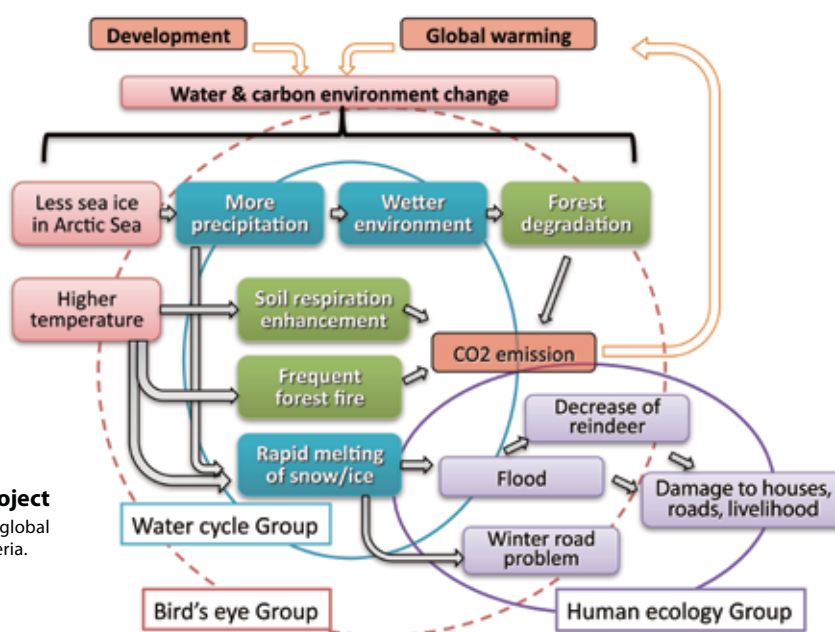 Development
Global warming
Water & carbon environment change
Less sea ice
in Arctic Sea
More
precipitation
Wetter
environment
Forest
degradation
Higher
temperature
Soil respiration
enhancement
CO2 emission
Frequent
forest fire
Decrease of
reindeer
Rapid melting
of snow/ice
Flood
Damage to houses,
roads, livelihood
oject
global
eria.
Water cycle Group
Winter road
problem
Bird's eye Group
Human ecology Group